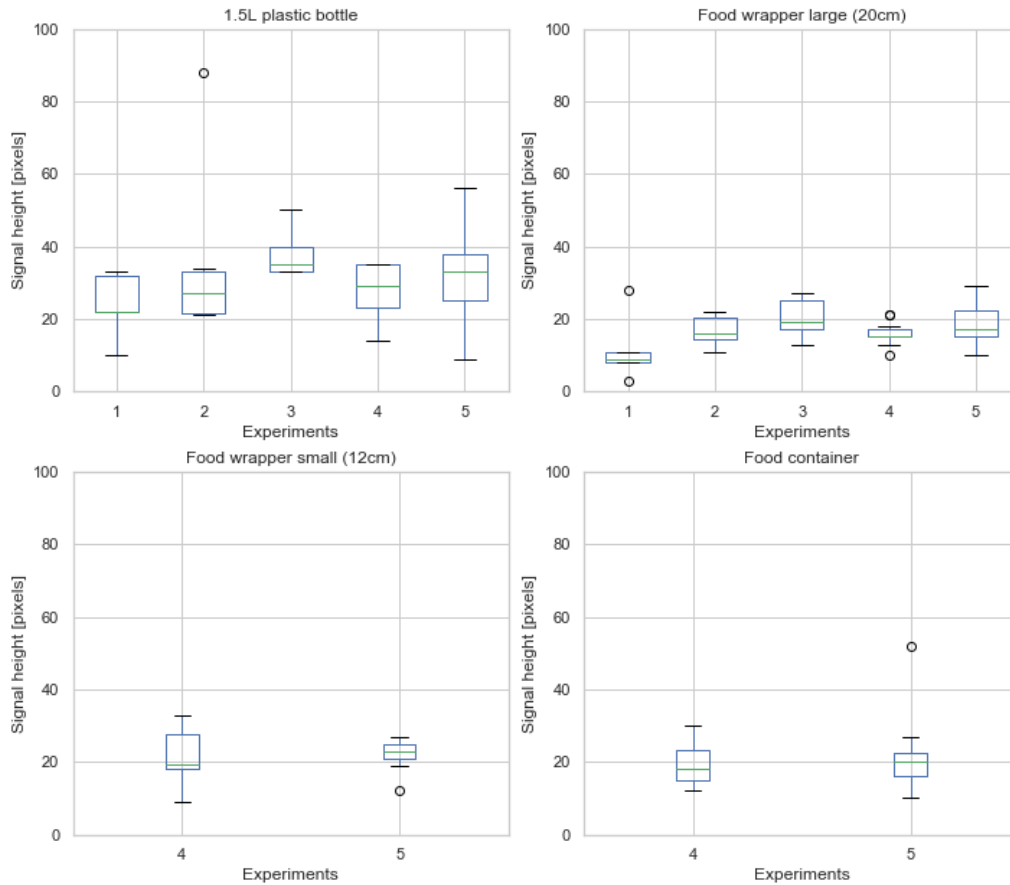 1.5L plastic bottle
100
80
60
40
20
0
Signal height [pixels]
1 2 3 4 5
Experiments
Food wrapper large (20cm)
100
80
60
40
20
0
Signal height [pixels]
1 2 3 4 5
Experiments
Food wrapper small (12cm)
100
80
60
40
20
0
Signal height [pixels]
4 5
Experiments
Food container
100
80
60
40
20
0
Signal height [pixels]
4 5
Experiments